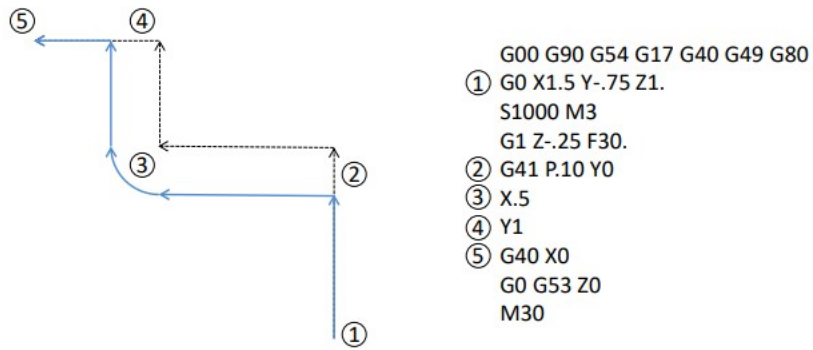 ⑤ ④
③
②
①
G00 G90 G54 G17 G40 G49 G80
① G0 X1.5 Y-.75 Z1.
S1000 M3
G1 Z-.25 F30.
② G41 P.10 Y0
③ X.5
④ Y1
⑤ G40 X0
G0 G53 Z0
M30